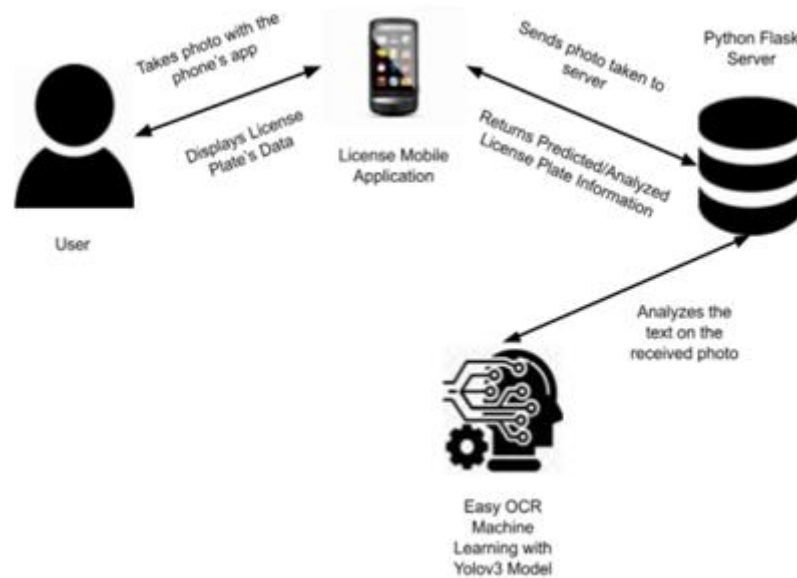 Takes photo with the
phone's app
Displays License
Plate's Data
User
License Mobile
Application
Sends photo taken to
server
Returns Predicted/Analyzed
License Plate Information
Python Flask
Server
Analyzes the
text on the
received photo
Easy OCR
Machine
Learning with
Yolov3 Model